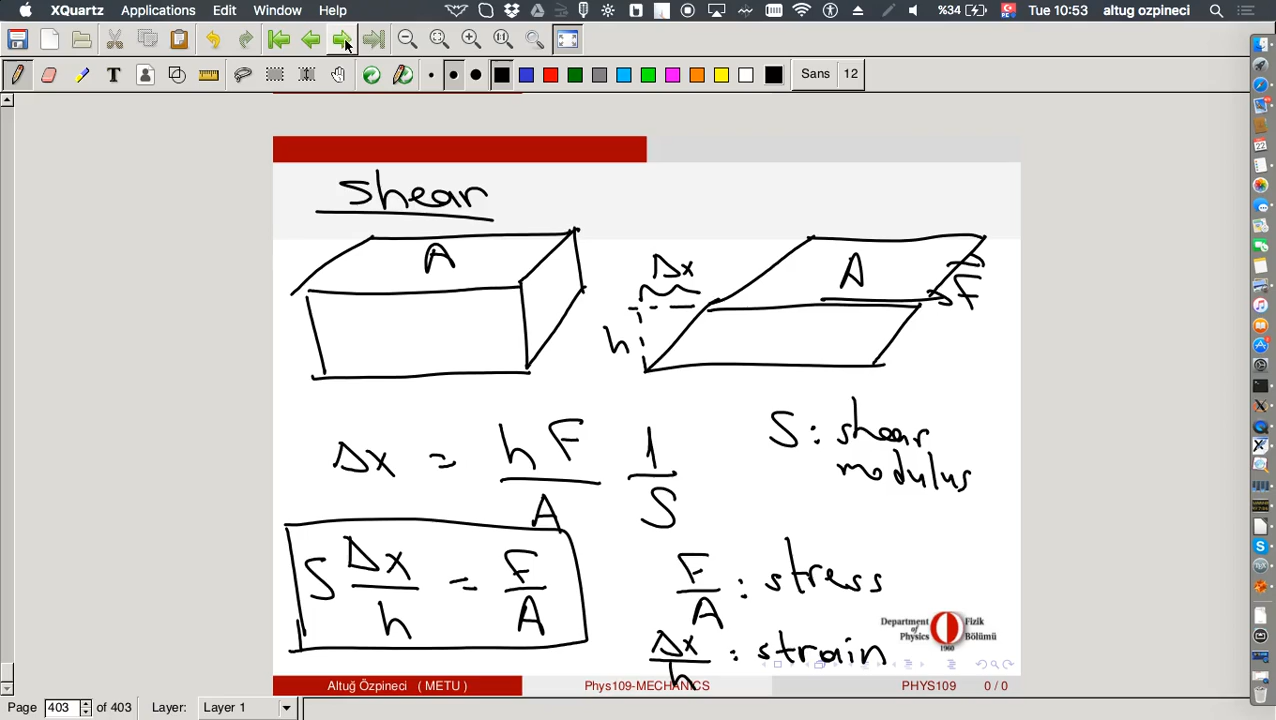 XQuartz Applications Edit Window Help %34 Tue 10:53 altug ozpineci
Sans 12
shear
A
Δx
A
F
h
Δx = hF/A 1/S
S : shear modulus
S Δx/h = F/A
F/A : stress
Δx/h : strain
Department of Physics Fizik Bölümü
1960
Altuğ Özpineci ( METU ) Phys109-MECHANICS PHYS109 0 / 0
Page 403 of 403 Layer: Layer 1